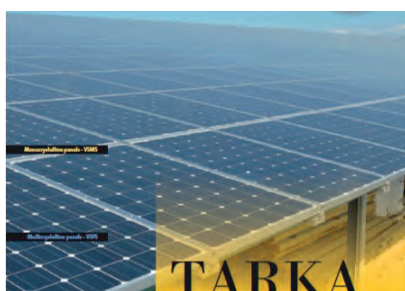 Monocrystalline panels - VSMS
Multicrystalline panels - VSPS
TARKA